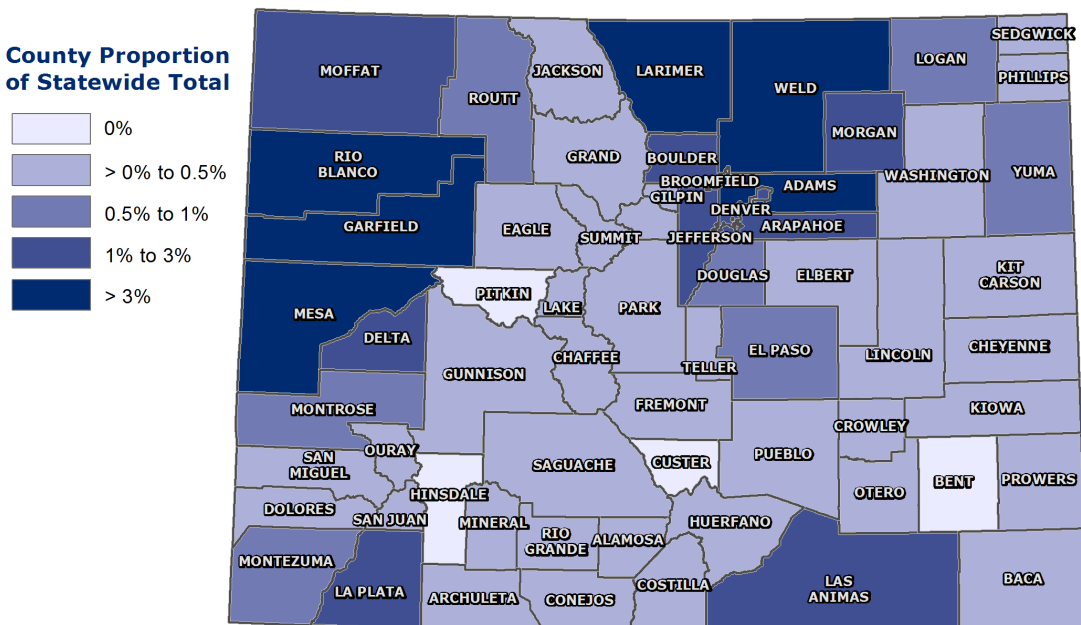 County Proportion
of Statewide Total
0%
> 0% to 0.5%
0.5% to 1%
1% to 3%
> 3%
SEDGWICK
MOFFAT
JACKSON
LARIMER
LOGAN
PHILLIPS
ROUTT
WELD
MORGAN
RIO
BLANCO
GRAND
BOULDER
WASHINGTON
YUMA
BROOMFIELD
ADAMS
GILPIN
DENVER
GARFIELD
EAGLE
SUMMIT
JEFFERSON
ARAPAHOE
DOUGLAS
ELBERT
KIT
CARSON
PITKIN
LAKE
PARK
MESA
DELTA
CHAFFEE
TELLER
EL PASO
LINCOLN
CHEYENNE
GUNNISON
MONTROSE
FREMONT
KIOWA
CROWLEY
OURAY
SAN
MIGUEL
SAGUACHE
CUSTER
PUEBLO
BENT
PROWERS
HINSDALE
OTERO
DOLORES
SAN JUAN
MINERAL
RIO
GRANDE
ALAMOSA
HUERFANO
MONTEZUMA
LA PLATA
ARCHULETA
CONEJOS
COSTILLA
LAS
ANIMAS
BACA